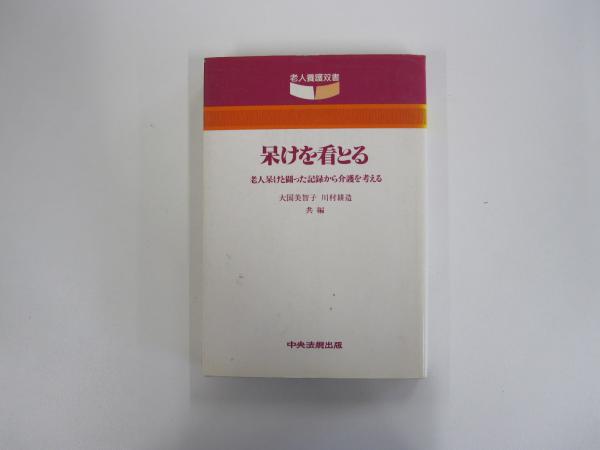 老人養護双書
呆けを看とる
老人呆けと闘った記録から介護を考える
大国美智子 川村耕造
共編
中央法規出版